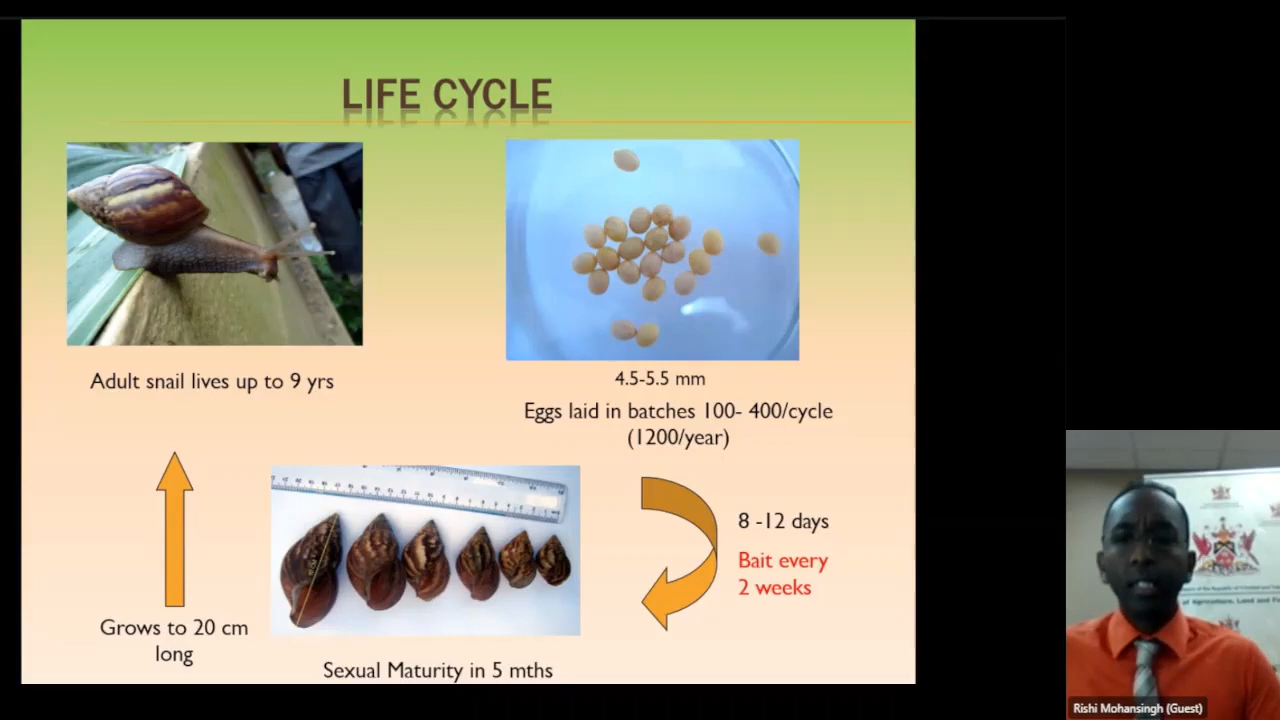 LIFE CYCLE
Adult snail lives up to 9 yrs
4.5-5.5 mm
Eggs laid in batches 100- 400/cycle
(1200/year)
8 -12 days
Bait every
2 weeks
Grows to 20 cm
long
Sexual Maturity in 5 mths
Rishi Mohansingh (Guest)